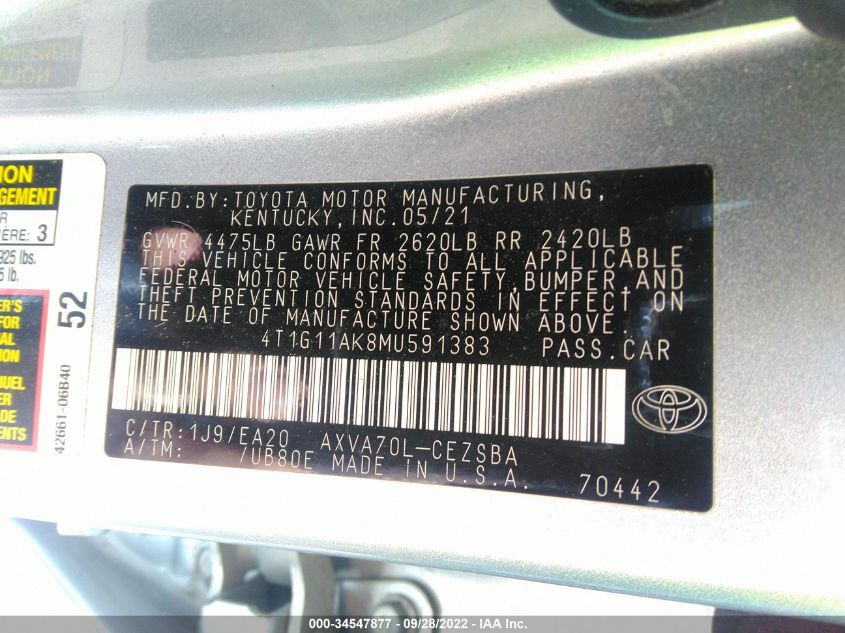 MFD.BY:TOYOTA MOTOR MANUFACTURING,
KENTUCKY,INC.05/21
GVWR 4475LB GAWR FR 2620LB RR 2420LB
THIS VEHICLE CONFORMS TO ALL APPLICABLE
FEDERAL MOTOR VEHICLE SAFETY,BUMPER,AND
THEFT PREVENTION STANDARDS IN EFFECT ON
THE DATE OF MANUFACTURE SHOWN ABOVE.
4T1G11AK8MU591383 PASS.CAR
C/TR:1J9/EA20 AXVA70L-CEZSBA
A/TM: /UB80E MADE IN U.S.A.
70442
925 lbs.
3
52
42661-06B40
FOR
000-34547877 - 09/28/2022 - IAA Inc.